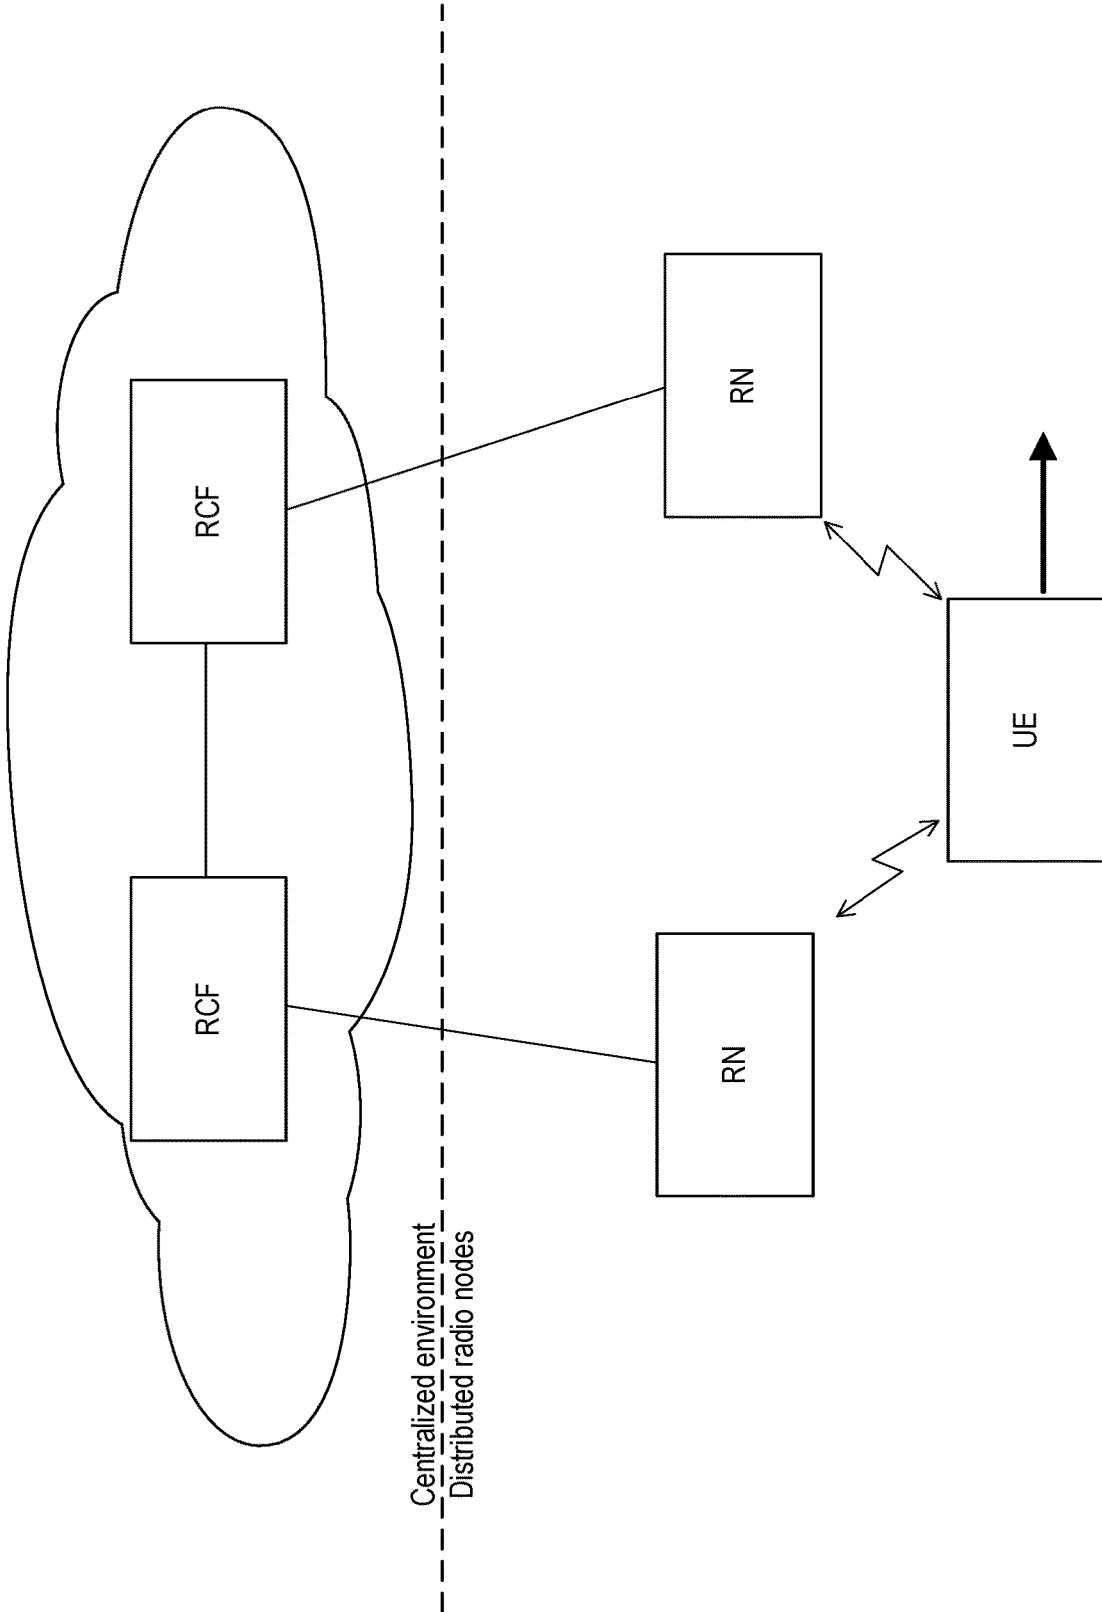 RCF
RCF
Centralized environment
Distributed radio nodes
RN
RN
UE